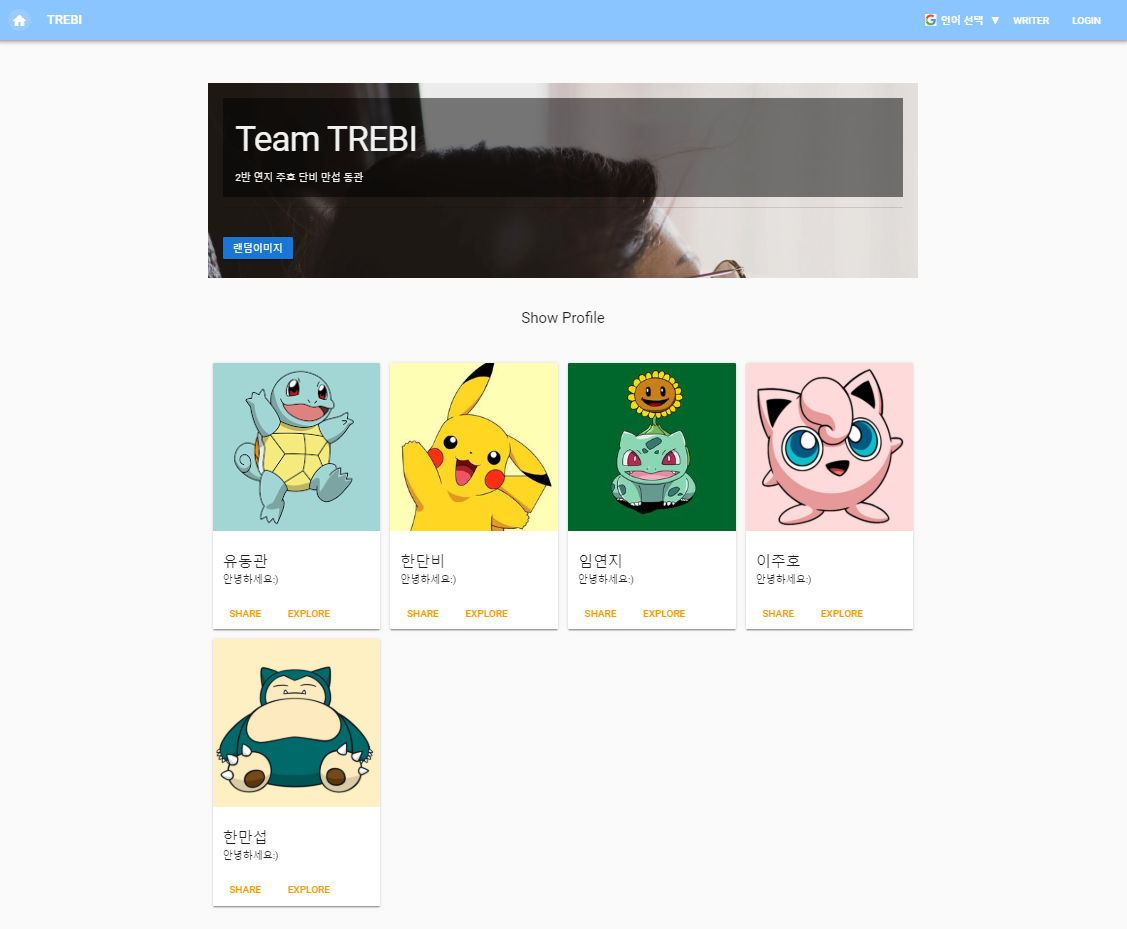 TREBI
언어 선택 ▼ WRITER LOGIN
Team TREBI
2반 연지 주호 단비 만섭 동관
랜덤이미지
Show Profile
유동관
안녕하세요:)
SHARE EXPLORE
한단비
안녕하세요:)
SHARE EXPLORE
임연지
안녕하세요:)
SHARE EXPLORE
이주호
안녕하세요:)
SHARE EXPLORE
한만섭
안녕하세요:)
SHARE EXPLORE